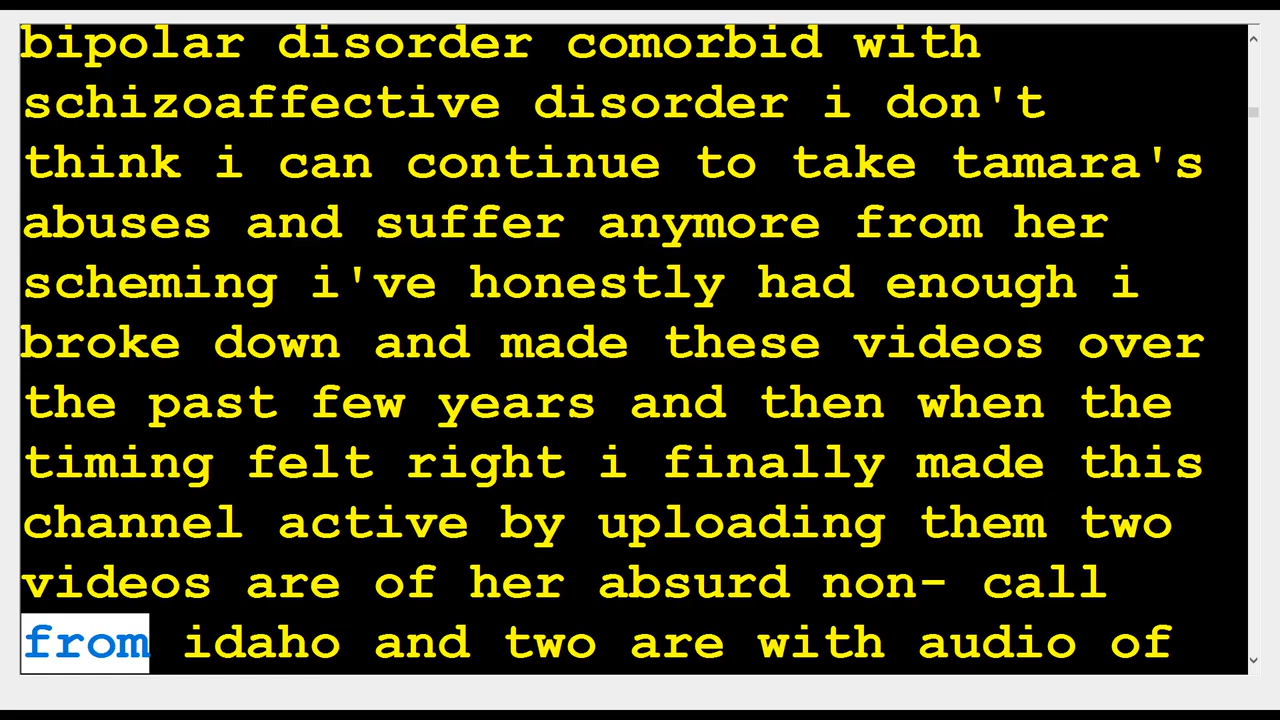 bipolar disorder comorbid with
schizoaffective disorder i don't
think i can continue to take tamara's
abuses and suffer anymore from her
scheming i've honestly had enough i
broke down and made these videos over
the past few years and then when the
timing felt right i finally made this
channel active by uploading them two
videos are of her absurd non- call
from idaho and two are with audio of